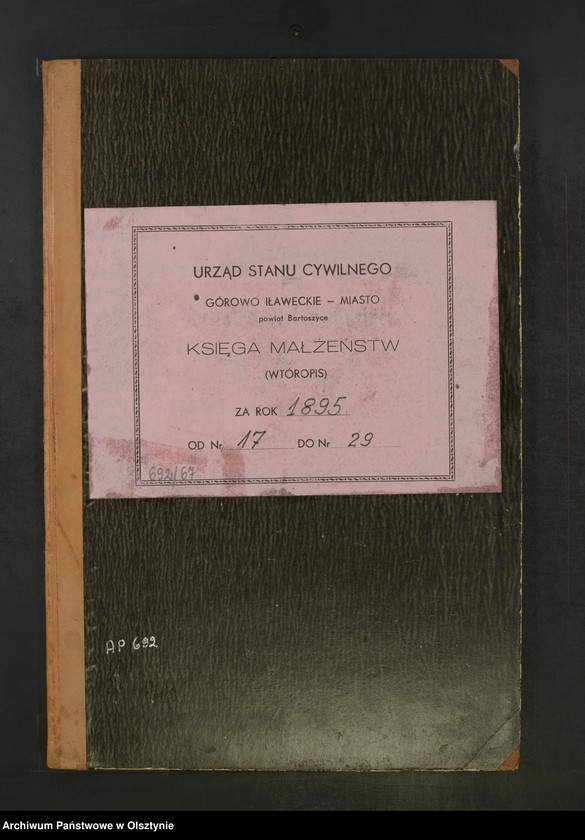 URZĄD STANU CYWILNEGO
GÓROWO IŁAWECKIE – MIASTO
powiat Bartoszyce
KSIĘGA MAŁŻEŃSTW
(WTÓROPIS)
ZA ROK 1895
OD Nr 17 DO Nr 29
692/67
AP 692
Archiwum Państwowe w Olsztynie